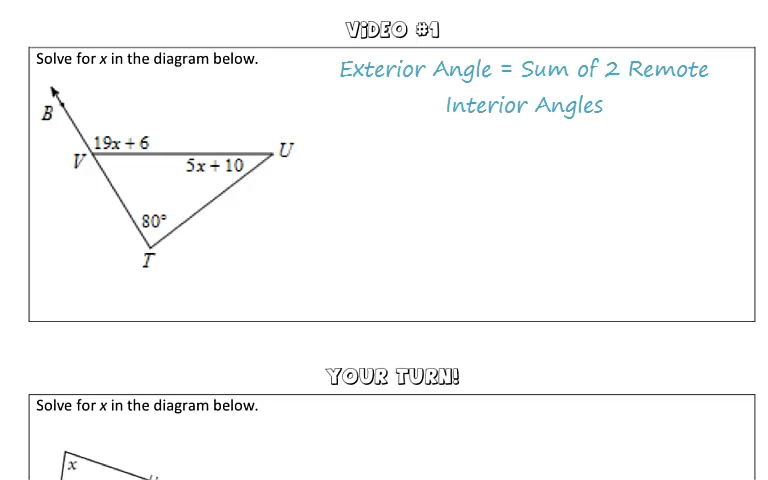 VIDEO #1
Solve for x in the diagram below.
Exterior Angle = Sum of 2 Remote
Interior Angles
B
19x + 6
V
U
5x + 10
80°
T
YOUR TURN!
Solve for x in the diagram below.
x